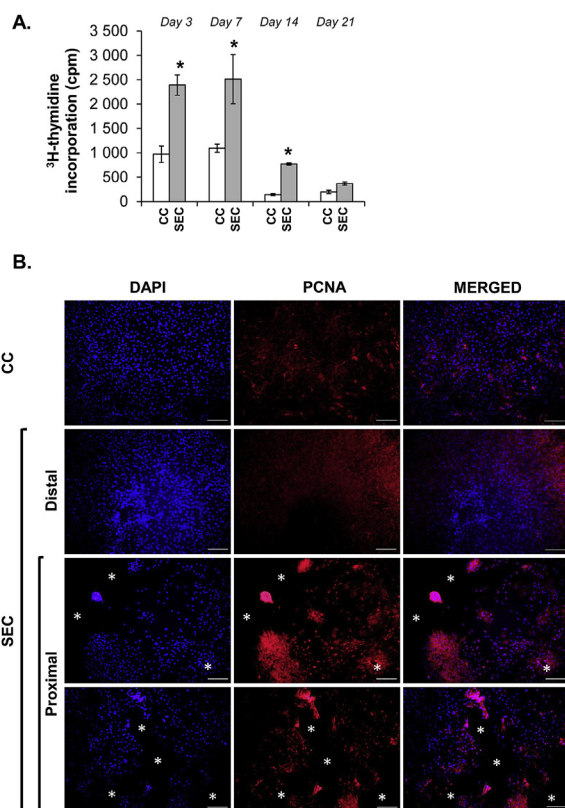 A.
Day 3 Day 7 Day 14 Day 21
3 500
3 000
2 500
2 000
1 500
1 000
500
0
³H-thymidine
incorporation (cpm)
* * *
CC SEC CC SEC CC SEC CC SEC
B.
DAPI PCNA MERGED
CC
SEC
Distal
Proximal
* * * * * * * * *
* * * * * * * * * * * *